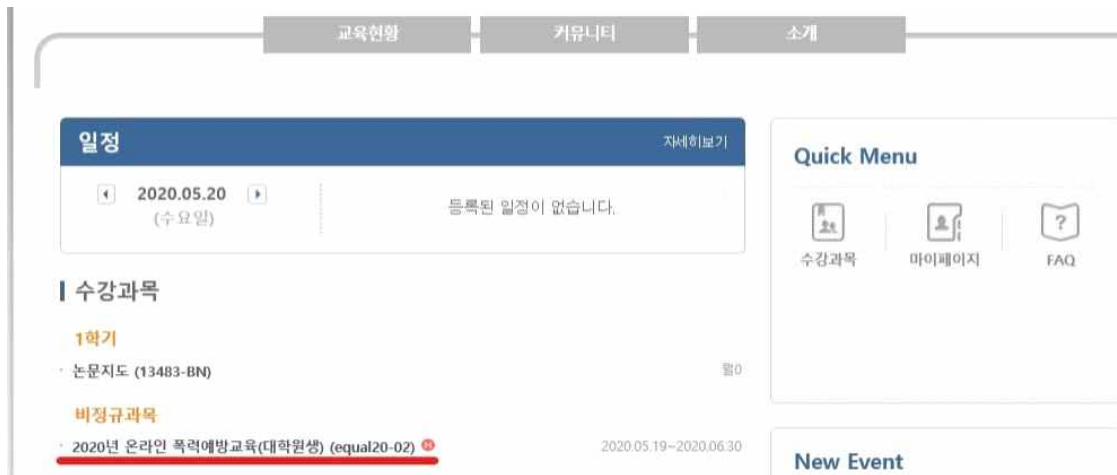 교육현황 커뮤니티 소개
일정 자세히보기
2020.05.20
(수요일)
등록된 일정이 없습니다.
Quick Menu
수강과목 마이페이지 FAQ
수강과목
1학기
· 논문지도 (13483-BN) 월0
비정규과목
· 2020년 온라인 폭력예방교육(대학원생) (equal20-02) 2020.05.19~2020.06.30
New Event